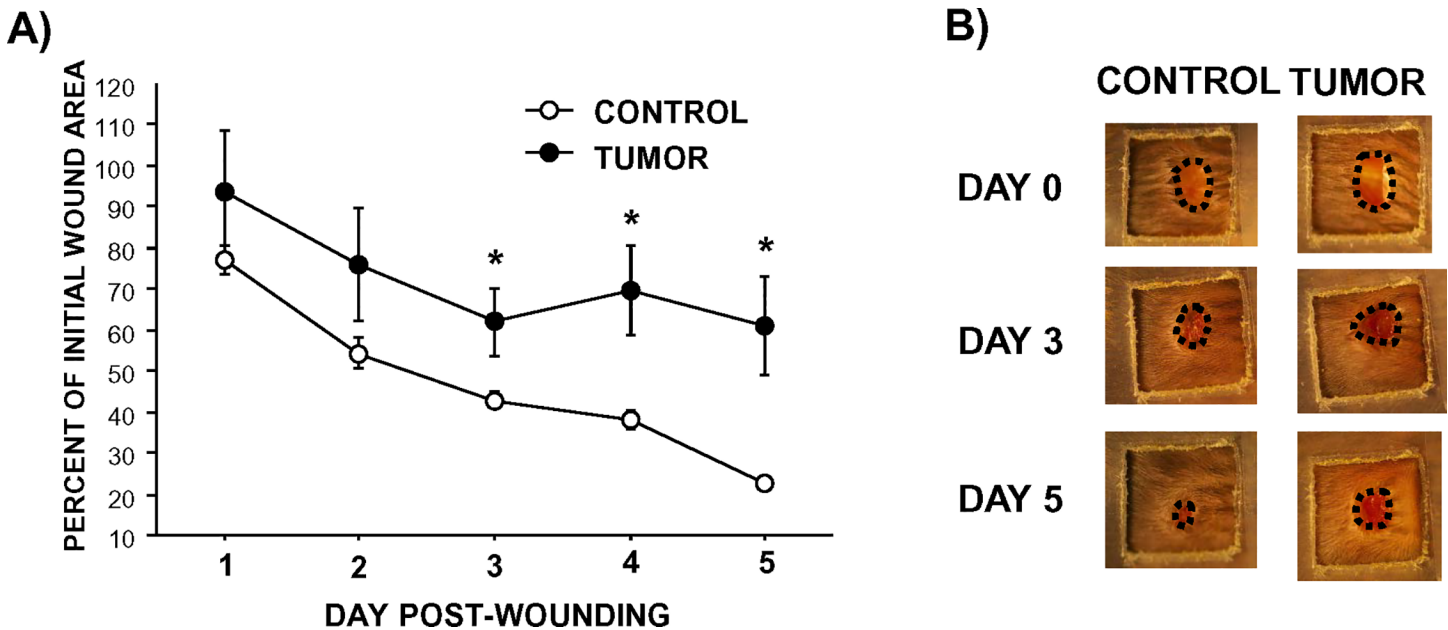 A)
PERCENT OF INITIAL WOUND AREA
120
110
100
90
80
70
60
50
40
30
20
10
CONTROL
TUMOR
*
*
*
1 2 3 4 5
DAY POST-WOUNDING
B)
CONTROL TUMOR
DAY 0
DAY 3
DAY 5